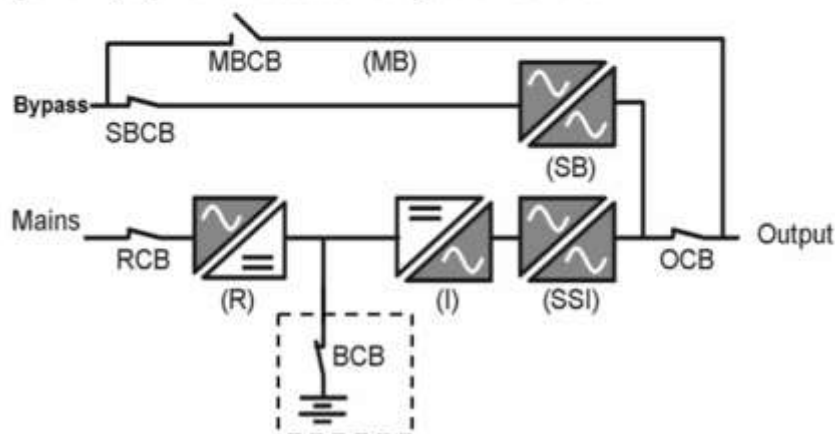 MBCB (MB)
Bypass
SBCB
(SB)
Mains
RCB
OCB
Output
(R)
(I)
(SSI)
BCB